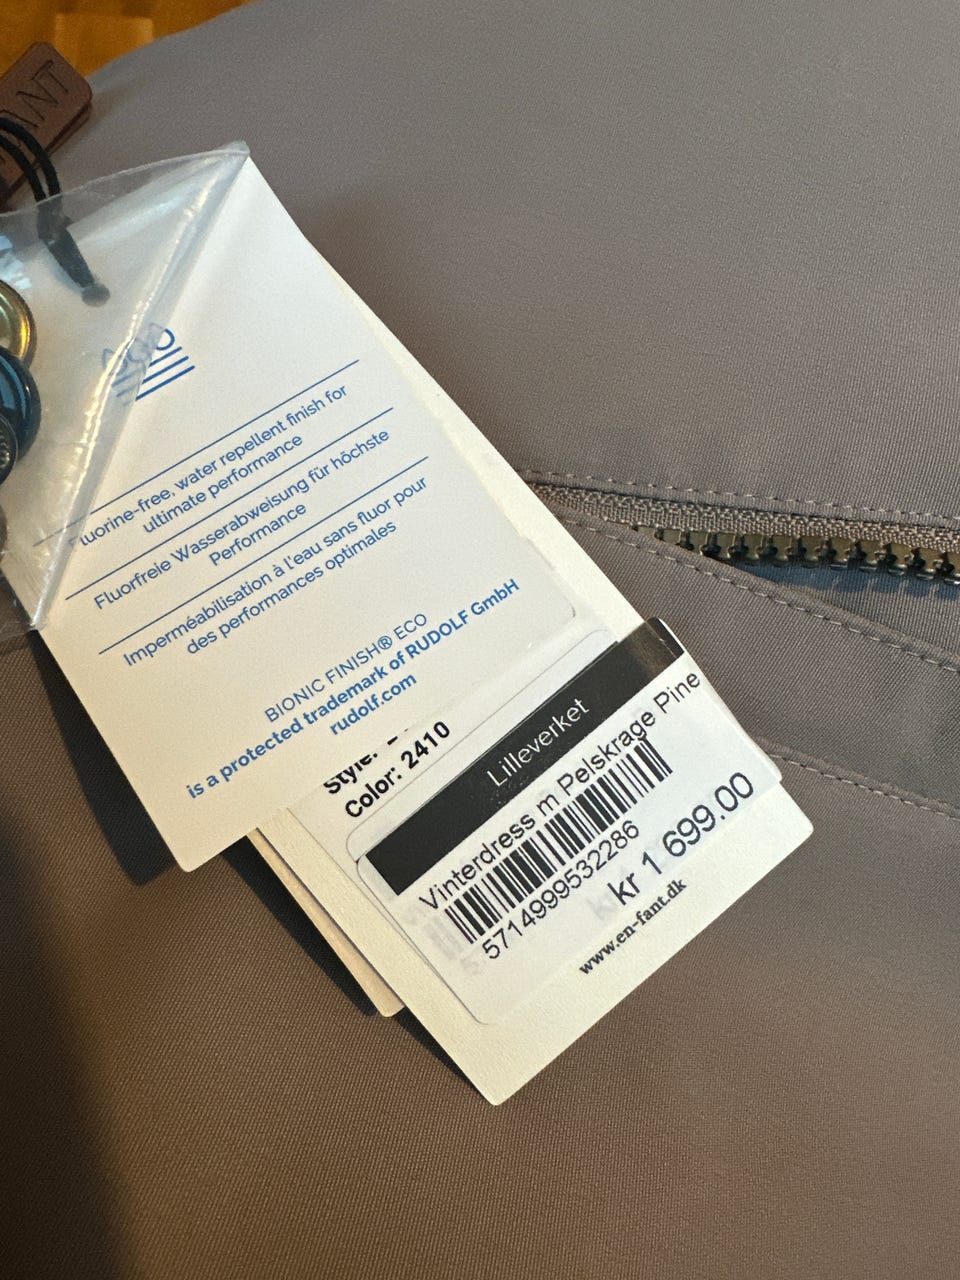 ANT
Fluorine-free, water repellent finish for
ultimate performance
Fluorfreie Wasserabweisung für höchste
Performance
Imperméabilisation à l'eau sans fluor pour
des performances optimales
BIONIC FINISH® ECO
is a protected trademark of RUDOLF GmbH
rudolf.com
Style:
Color: 2410
Lilleverket
Vinterdress m Pelskrage Pine
5714999532286
kr 1 699.00
www.en-fant.dk